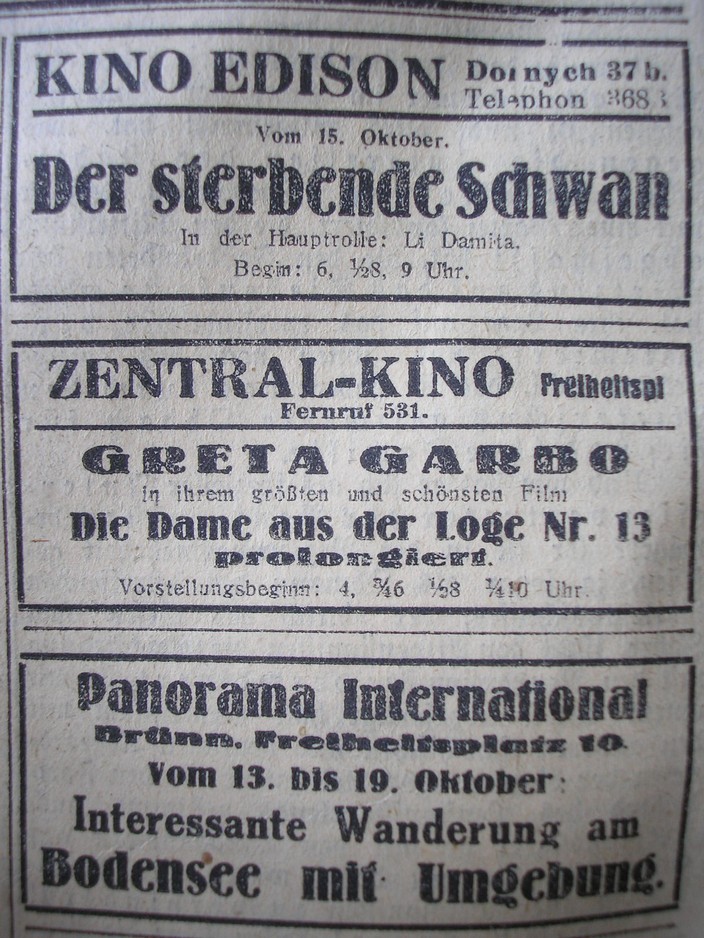 KINO EDISON
Dornych 37 b.
Telephon 3683
Vom 15. Oktober.
Der sterbende Schwan
In der Hauptrolle: Li Damita.
Begin: 6, ½8, 9 Uhr.
ZENTRAL-KINO Freiheitspl
Fernruf 531.
GRETA GARBO
in ihrem größten und schönsten Film
Die Dame aus der Loge Nr. 13
prolongiert.
Vorstellungsbeginn: 4, ¾6 ½8 ¼10 Uhr.
Panorama International
Brünn, Freiheitsplatz 10.
Vom 13. bis 19. Oktober:
Interessante Wanderung am
Bodensee mit Umgebung.